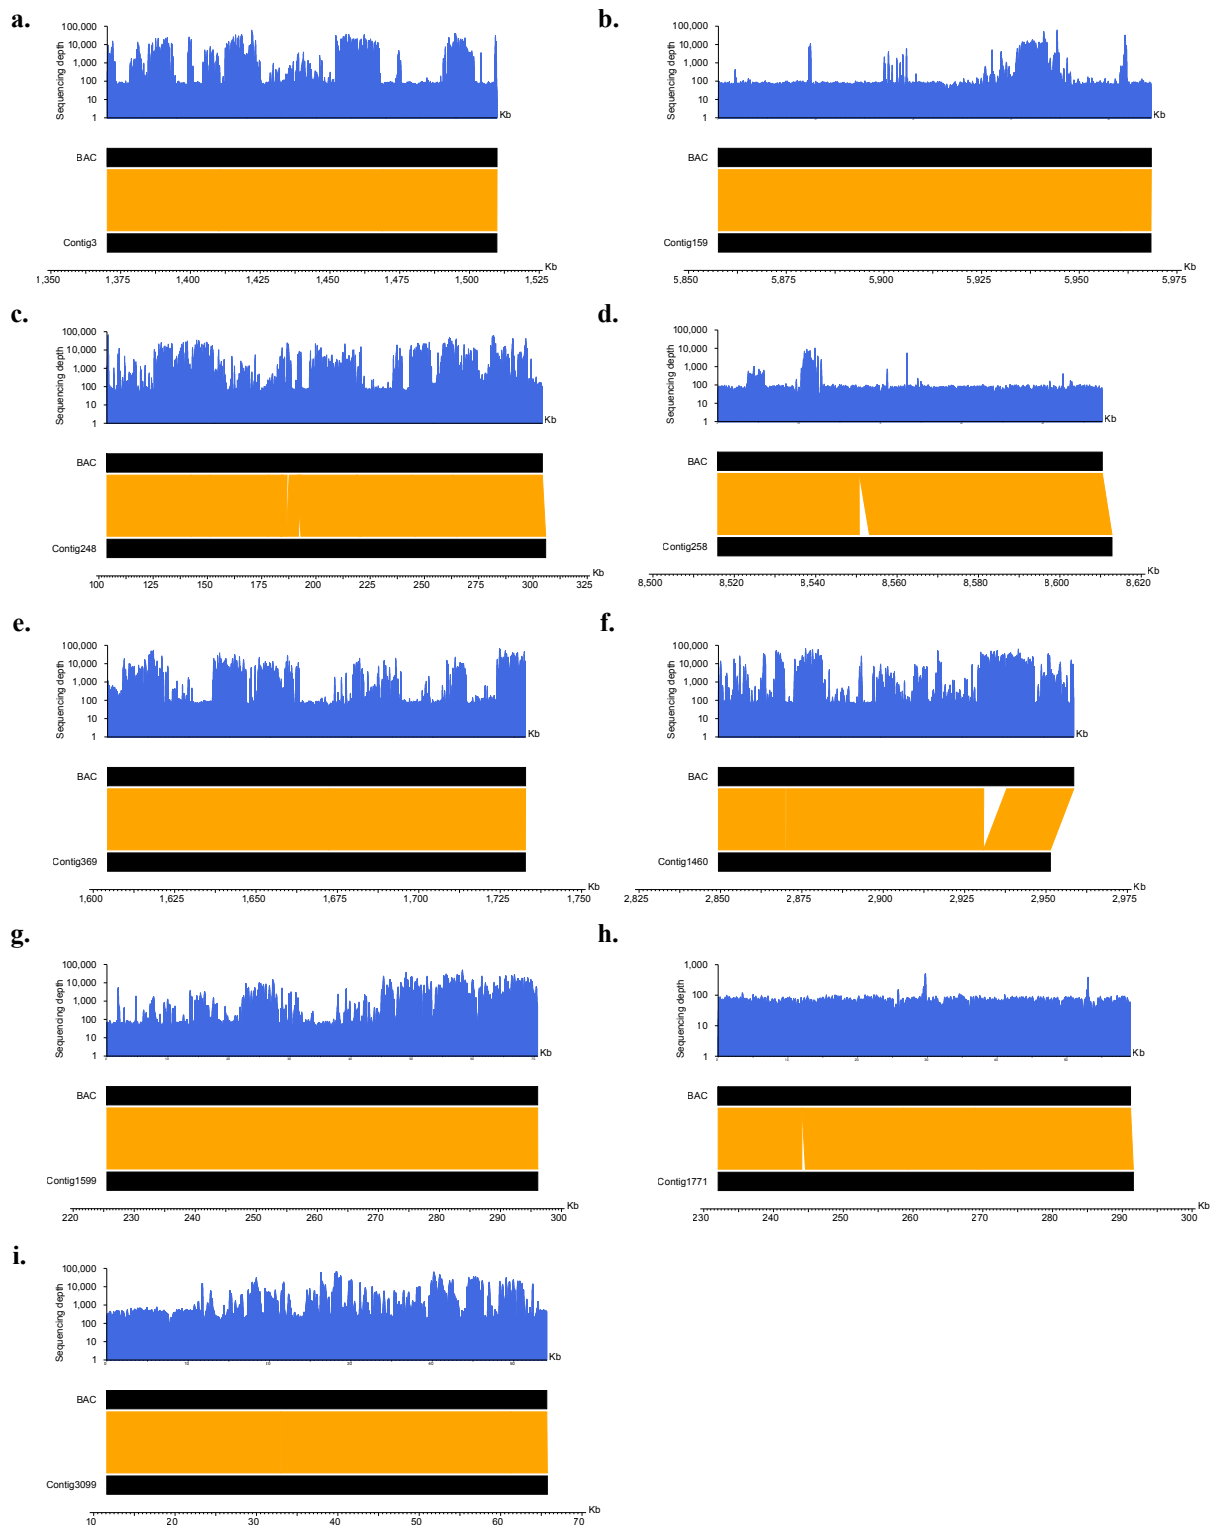 a.
100,000
10,000
1,000
100
10
1
Sequencing depth
Kb
BAC
Contig3
Kb
1,350 1,375 1,400 1,425 1,450 1,475 1,500 1,525
b.
100,000
10,000
1,000
100
10
1
Sequencing depth
Kb
BAC
Contig159
Kb
5,850 5,875 5,900 5,925 5,950 5,975
c.
100,000
10,000
1,000
100
10
1
Sequencing depth
Kb
BAC
Contig248
Kb
100 125 150 175 200 225 250 275 300 325
d.
100,000
10,000
1,000
100
10
1
Sequencing depth
Kb
BAC
Contig258
Kb
8,500 8,520 8,540 8,560 8,580 8,600 8,620
e.
100,000
10,000
1,000
100
10
1
Sequencing depth
Kb
BAC
Contig369
Kb
1,600 1,625 1,650 1,675 1,700 1,725 1,750
f.
100,000
10,000
1,000
100
10
1
Sequencing depth
Kb
BAC
Contig1460
Kb
2,825 2,850 2,875 2,900 2,925 2,950 2,975
g.
100,000
10,000
1,000
100
10
1
Sequencing depth
Kb
BAC
Contig1599
Kb
220 230 240 250 260 270 280 290 300
h.
1,000
100
10
1
Sequencing depth
Kb
BAC
Contig1771
Kb
230 240 250 260 270 280 290 300
i.
100,000
10,000
1,000
100
10
1
Sequencing depth
Kb
BAC
Contig3099
Kb
10 20 30 40 50 60 70